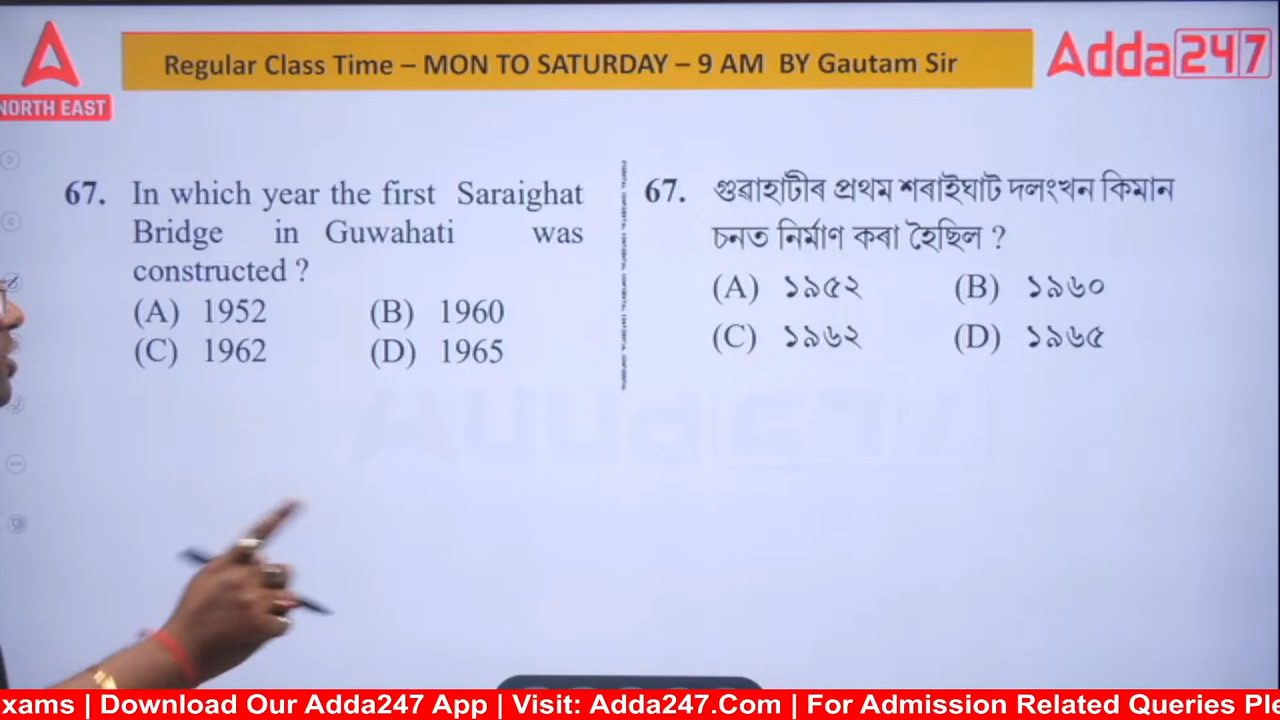 Regular Class Time – MON TO SATURDAY – 9 AM BY Gautam Sir
Adda247
NORTH EAST
67. In which year the first Saraighat
Bridge in Guwahati was
constructed ?
(A) 1952 (B) 1960
(C) 1962 (D) 1965
67. গুৱাহাটীৰ প্ৰথম শৰাইঘাট দলংখন কিমান
চনত নিৰ্মাণ কৰা হৈছিল ?
(A) ১৯৫২ (B) ১৯৬০
(C) ১৯৬২ (D) ১৯৬৫
xams | Download Our Adda247 App | Visit: Adda247.Com | For Admission Related Queries Ple